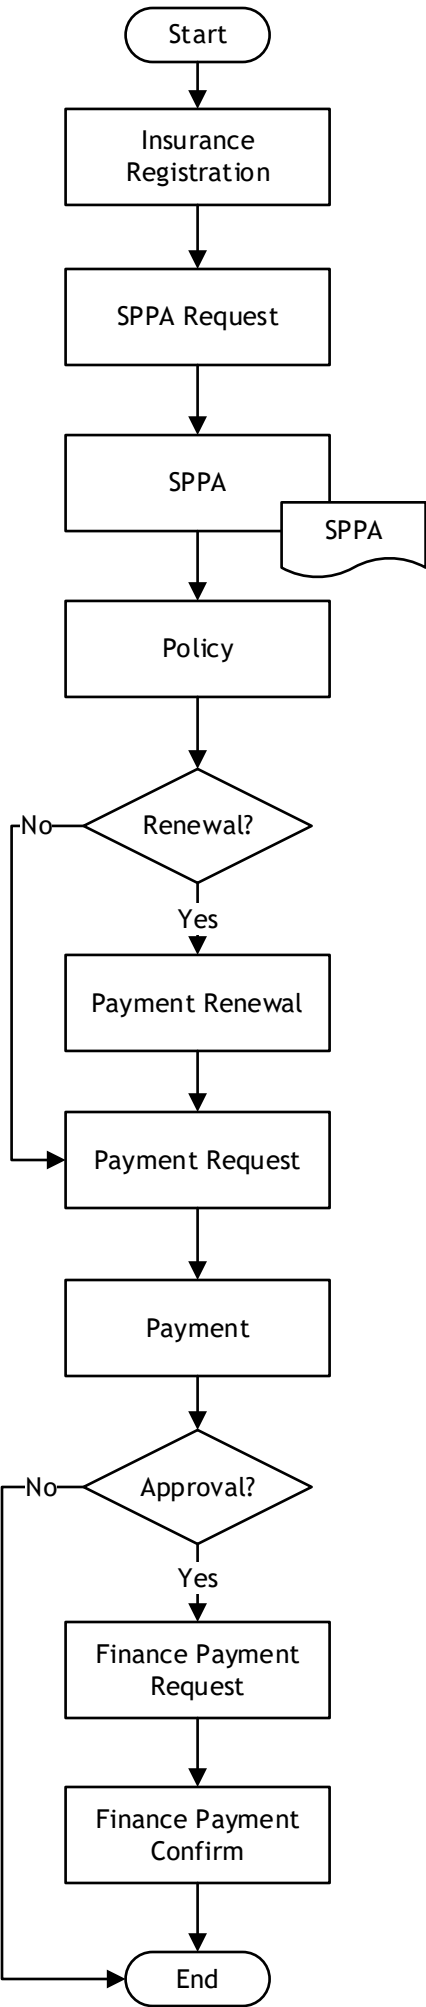 Start
Insurance
Registration
SPPA Request
SPPA
SPPA
Policy
Renewal?
No
Yes
Payment Renewal
Payment Request
Payment
Approval?
No
Yes
Finance Payment
Request
Finance Payment
Confirm
End